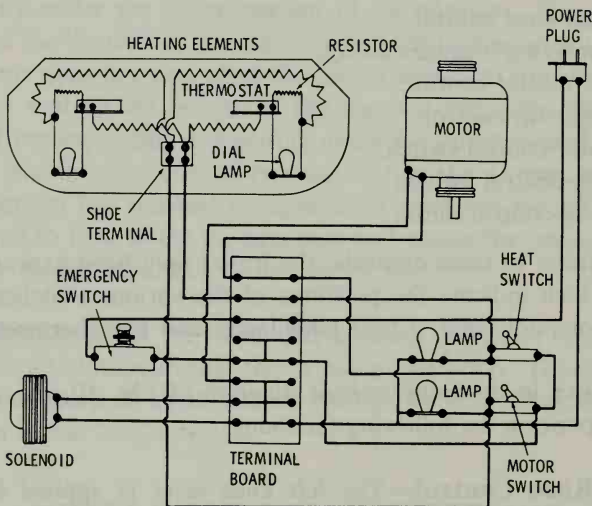 POWER
PLUG
HEATING ELEMENTS
RESISTOR
THERMOSTAT
MOTOR
DIAL
LAMP
SHOE
TERMINAL
EMERGENCY
SWITCH
HEAT
SWITCH
LAMP
LAMP
SOLENOID
TERMINAL
BOARD
MOTOR
SWITCH